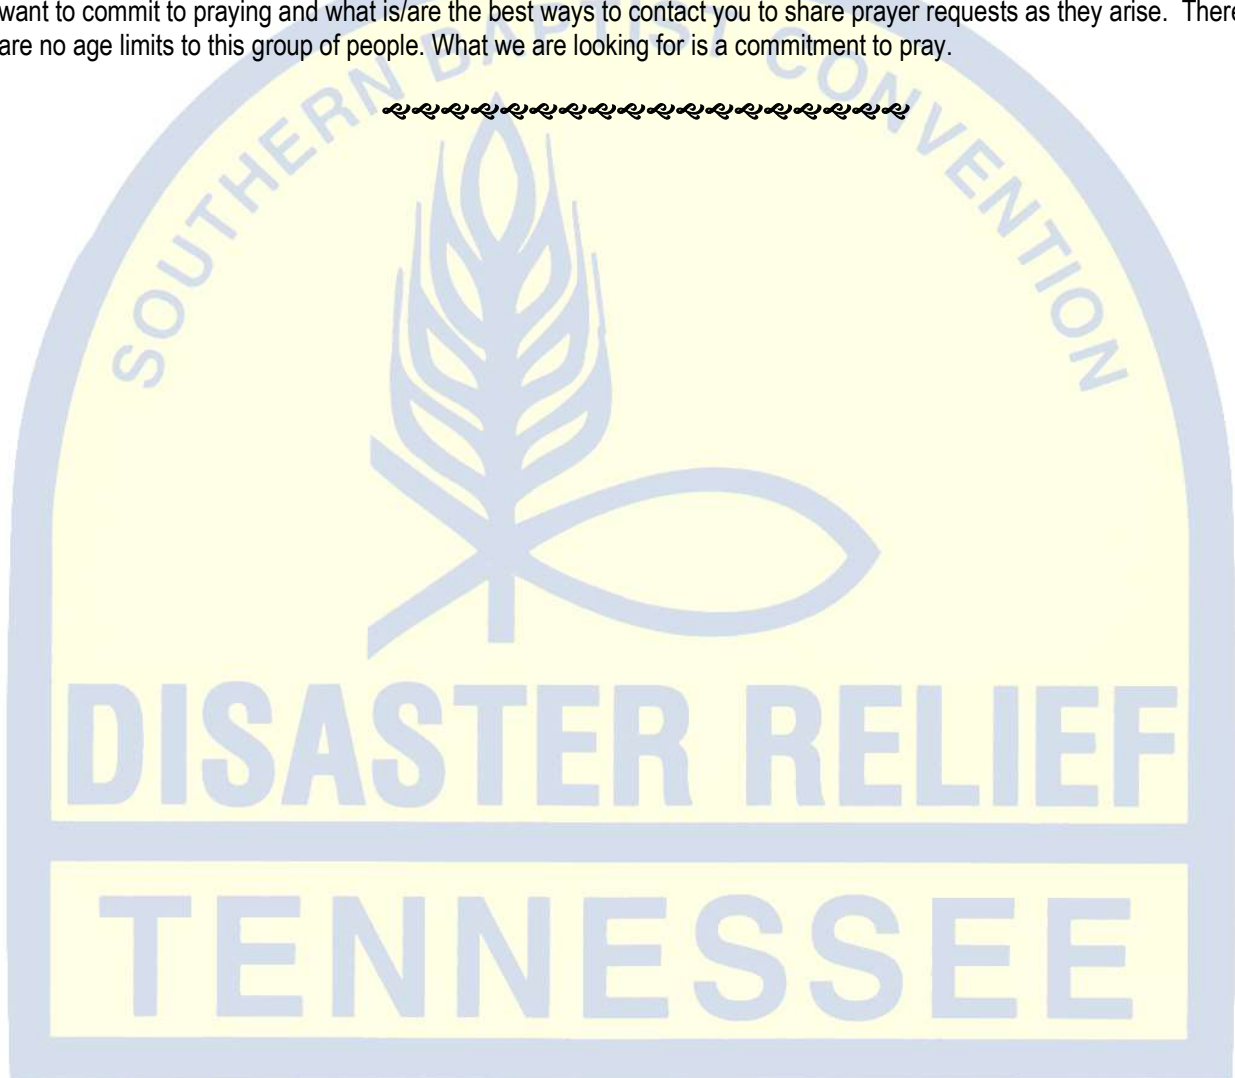 want to commit to praying and what is/are the best ways to contact you to share prayer requests as they arise.  There
are no age limits to this group of people. What we are looking for is a commitment to pray.
SOUTHERN BAPTIST CONVENTION
DISASTER RELIEF
TENNESSEE